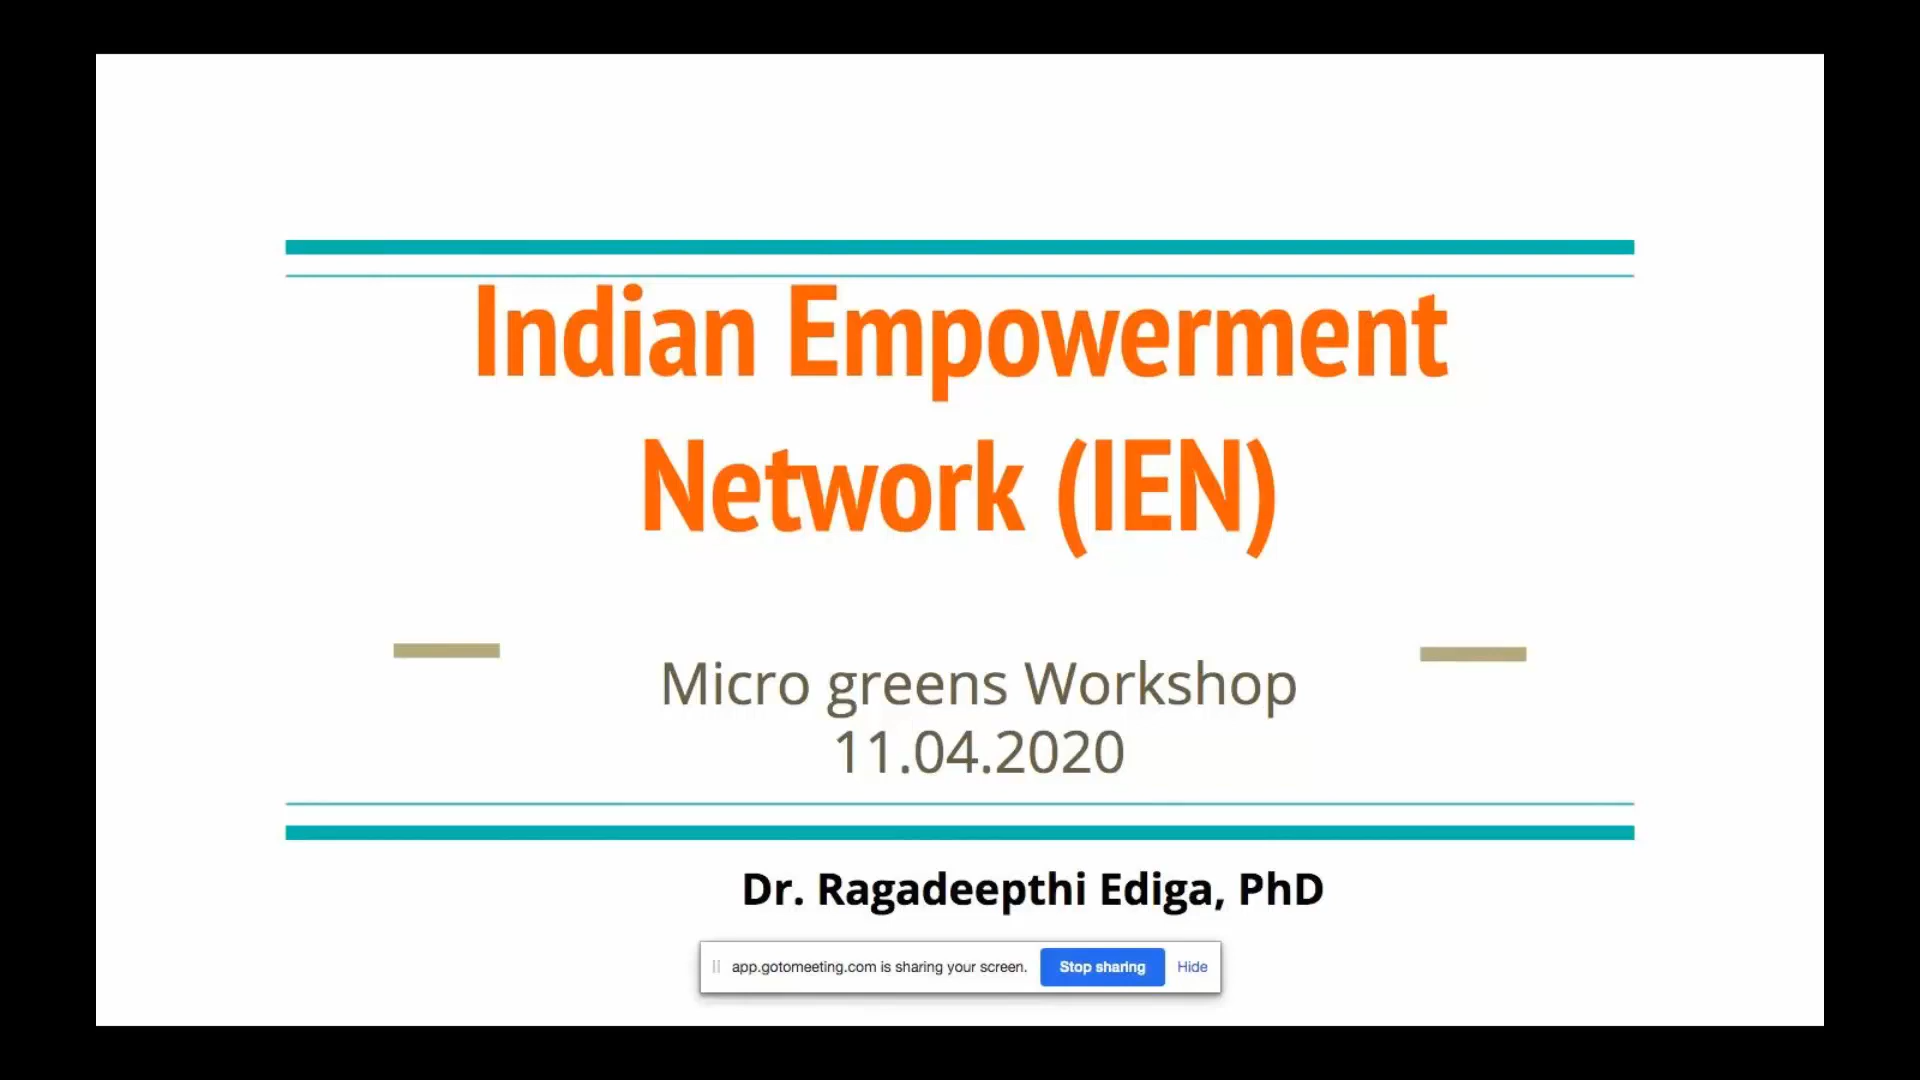 Indian Empowerment
Network (IEN)
Micro greens Workshop
11.04.2020
Dr. Ragadeepthi Ediga, PhD
app.gotomeeting.com is sharing your screen. Stop sharing Hide